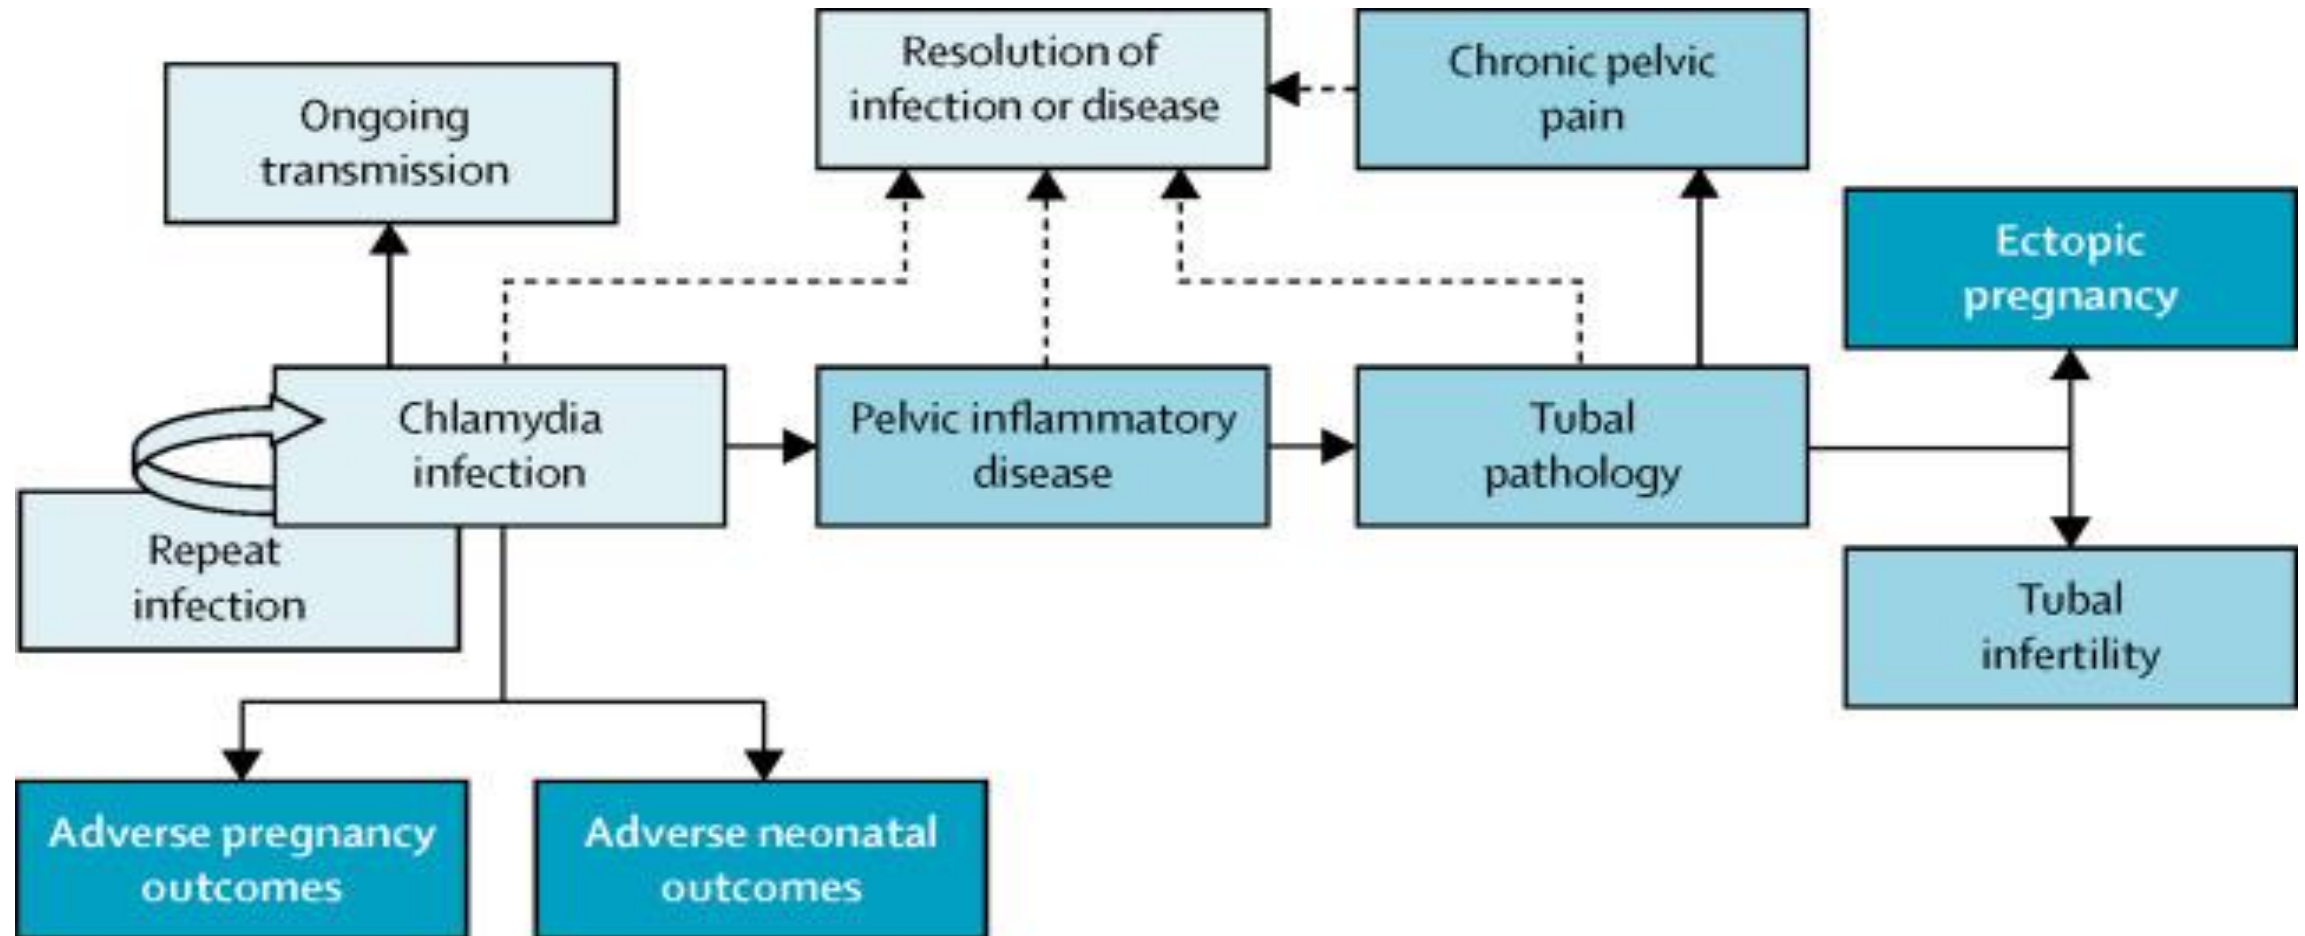 Resolution of
infection or disease
Chronic pelvic
pain
Ongoing
transmission
Ectopic
pregnancy
Chlamydia
infection
Pelvic inflammatory
disease
Tubal
pathology
Repeat
infection
Tubal
infertility
Adverse pregnancy
outcomes
Adverse neonatal
outcomes